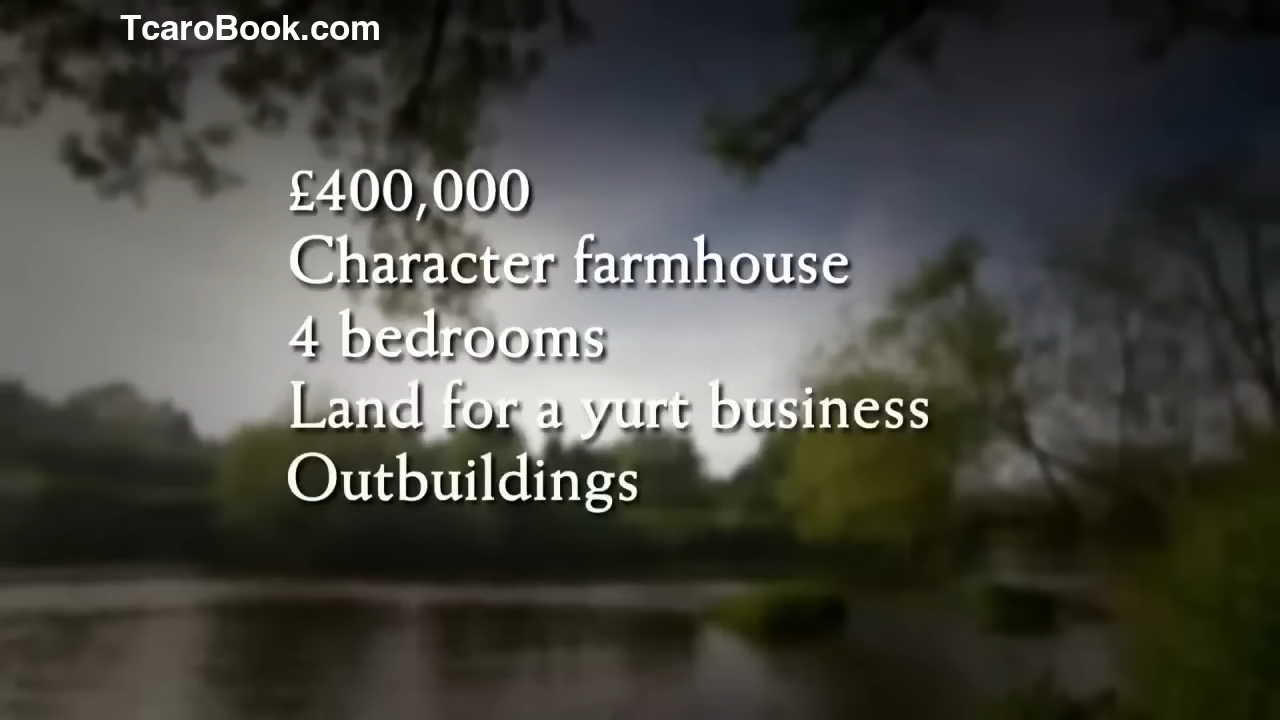 TcaroBook.com
£400,000
Character farmhouse
4 bedrooms
Land for a yurt business
Outbuildings